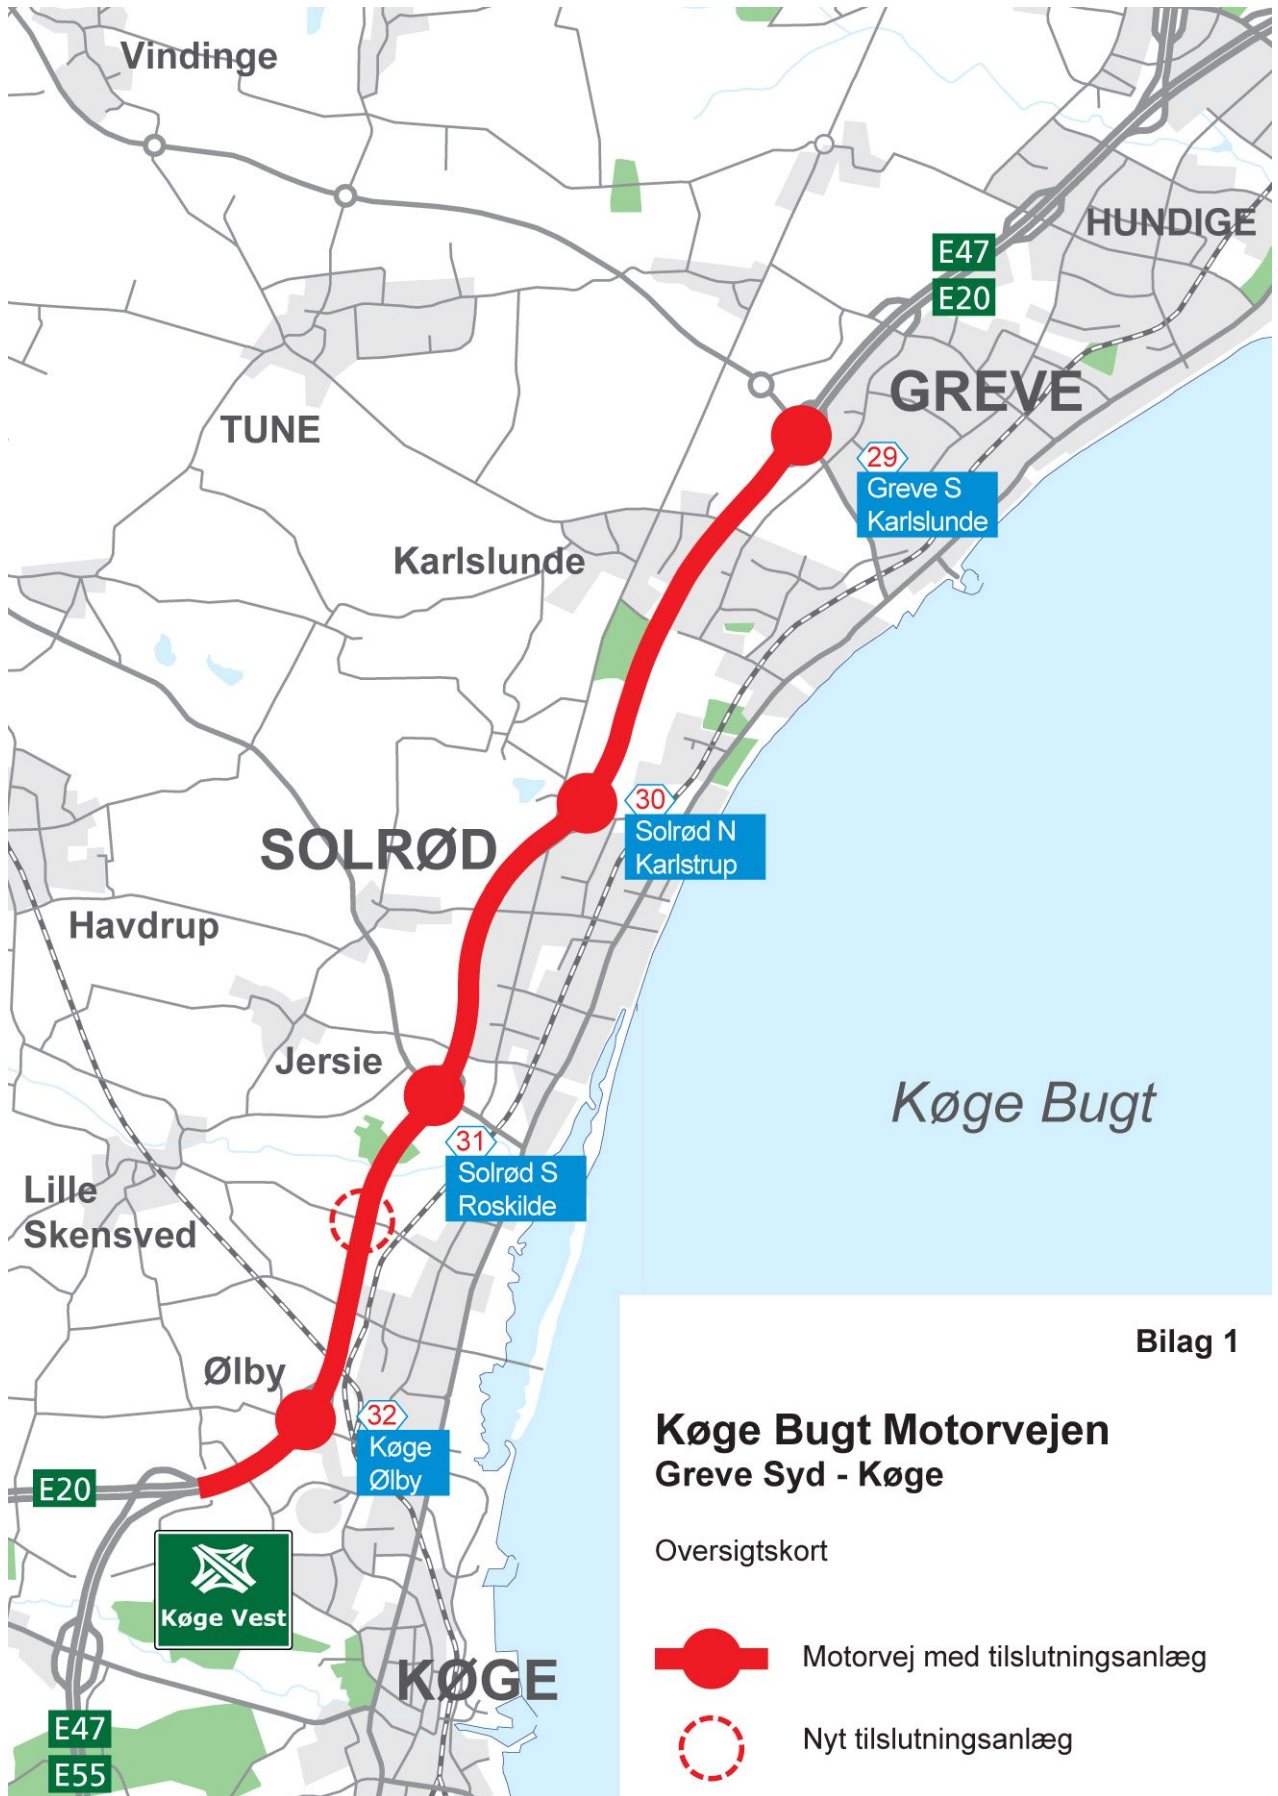 Vindinge
HUNDIGE
E47
E20
GREVE
TUNE
29
Greve S
Karlslunde
Karlslunde
30
Solrød N
Karlstrup
SOLRØD
Havdrup
Jersie
Køge Bugt
31
Solrød S
Roskilde
Lille
Skensved
Ølby
32
Køge
Ølby
E20
Køge Vest
KØGE
E47
E55
Bilag 1
Køge Bugt Motorvejen
Greve Syd - Køge
Oversigtskort
Motorvej med tilslutningsanlæg
Nyt tilslutningsanlæg